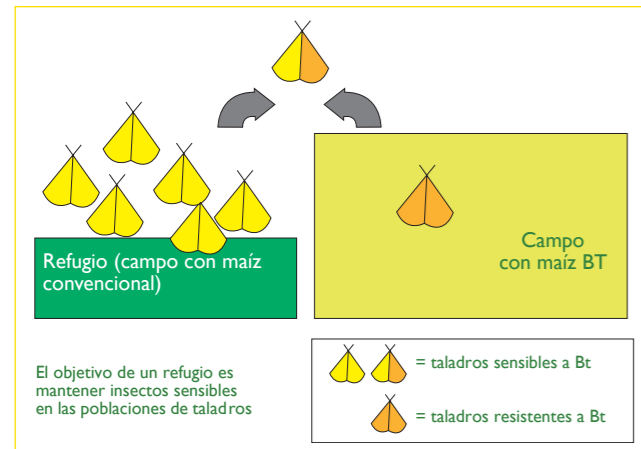 Refugio (campo con maíz
convencional)
Campo
con maíz BT
El objetivo de un refugio es
mantener insectos sensibles
en las poblaciones de taladros
= taladros sensibles a Bt
= taladros resistentes a Bt